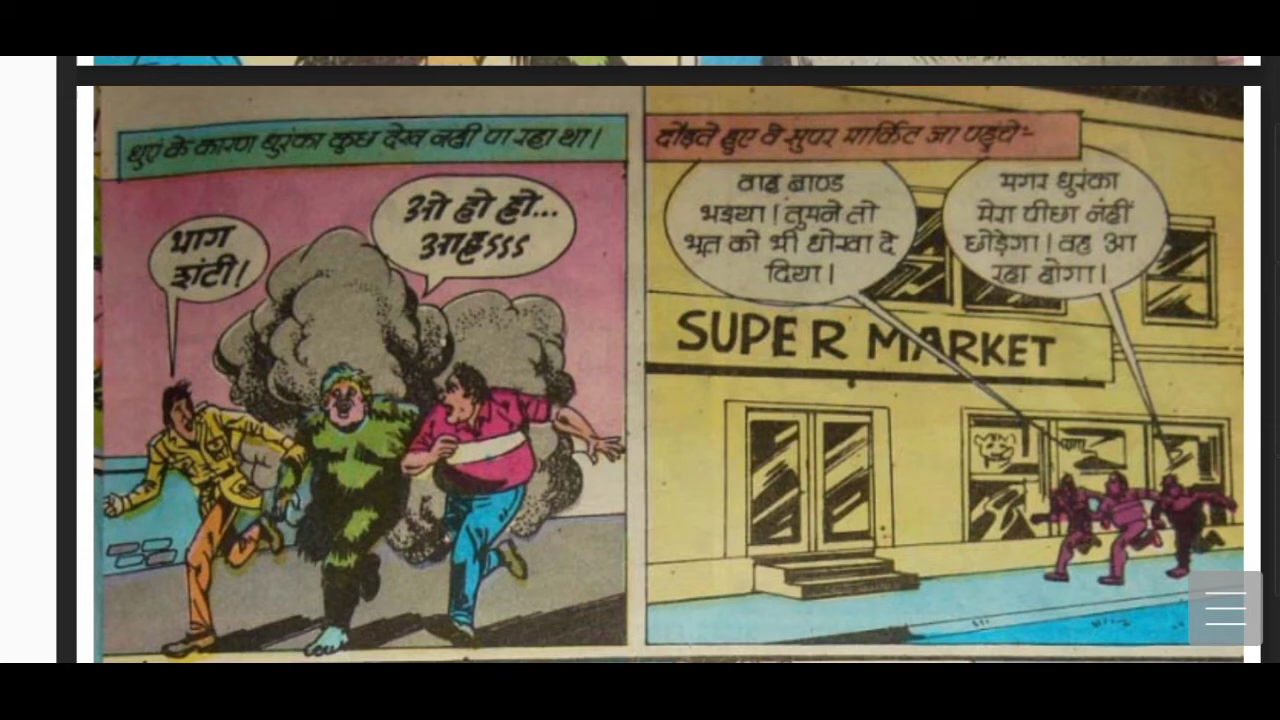 धुएं के कारण धुरंका कुछ देख नहीं पा रहा था।
भाग
शंटी!
ओ हो हो...
आहSSS
दौड़ते हुए वे सुपर मार्किट जा पहुंचे:-
वाह बाण्ड
भइया! तुमने तो
भूत को भी धोखा दे
दिया।
मगर धुरंका
मेरा पीछा नहीं
छोड़ेगा! वह आ
रहा होगा।
SUPER MARKET